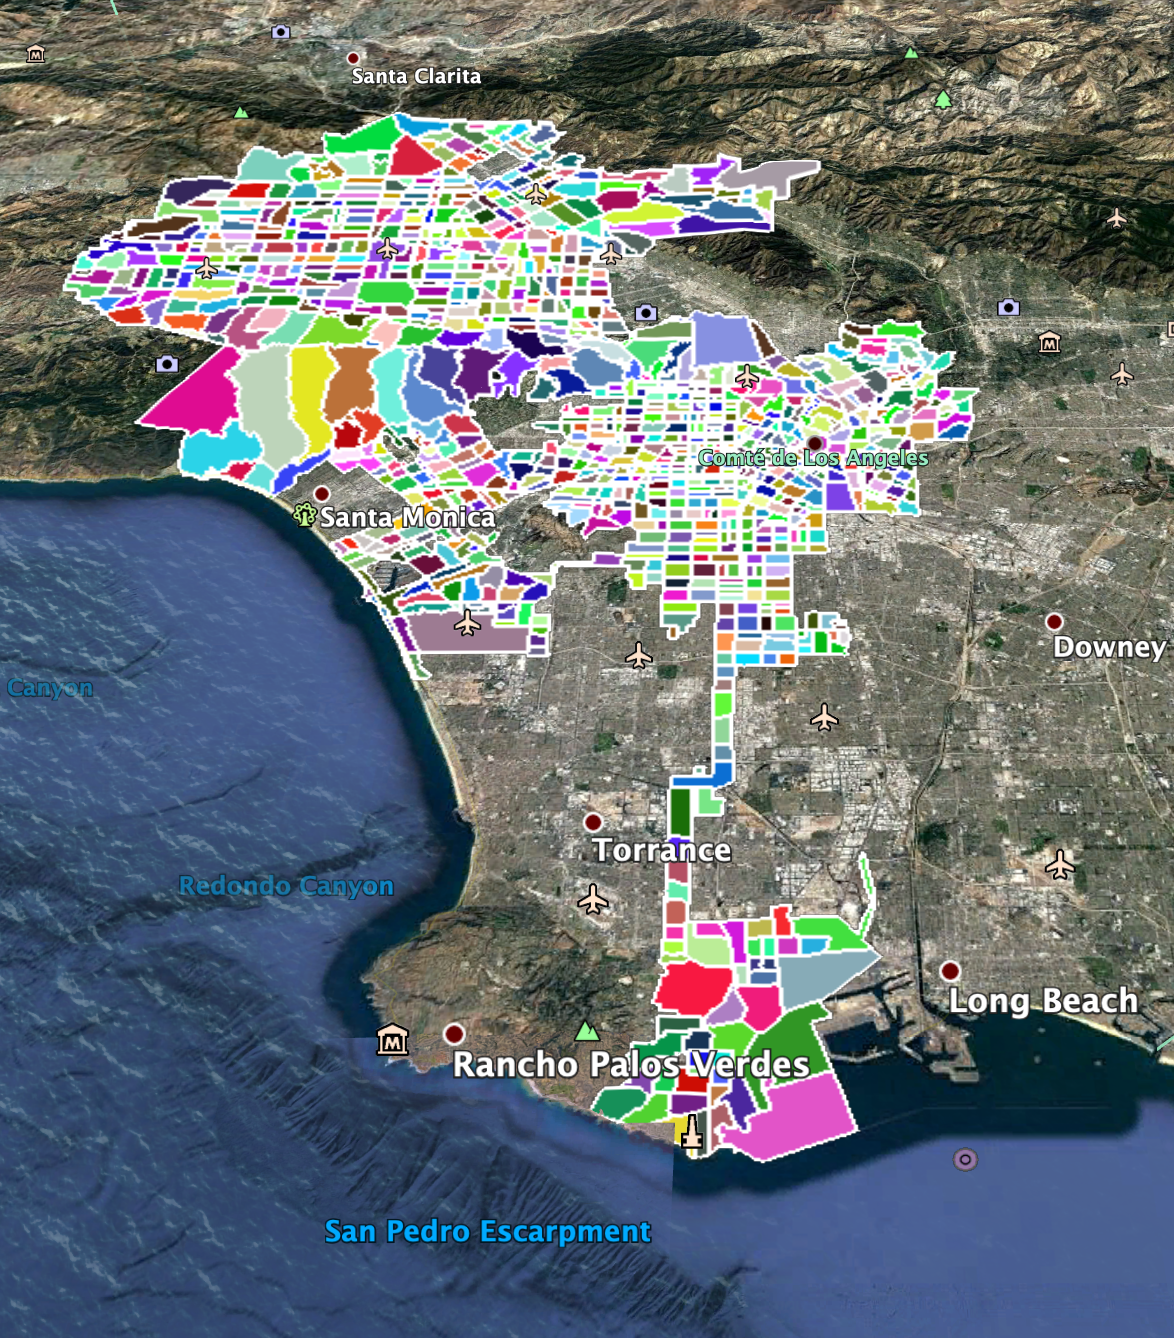 Santa Clarita
Comté de Los Angeles
Santa Monica
Downey
Canyon
Torrance
Redondo Canyon
Long Beach
Rancho Palos Verdes
San Pedro Escarpment